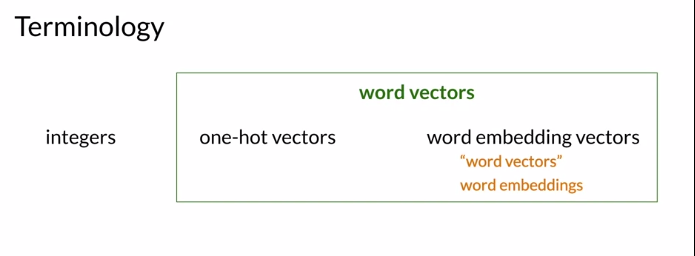 Terminology
word vectors
integers
one-hot vectors
word embedding vectors
“word vectors”
word embeddings